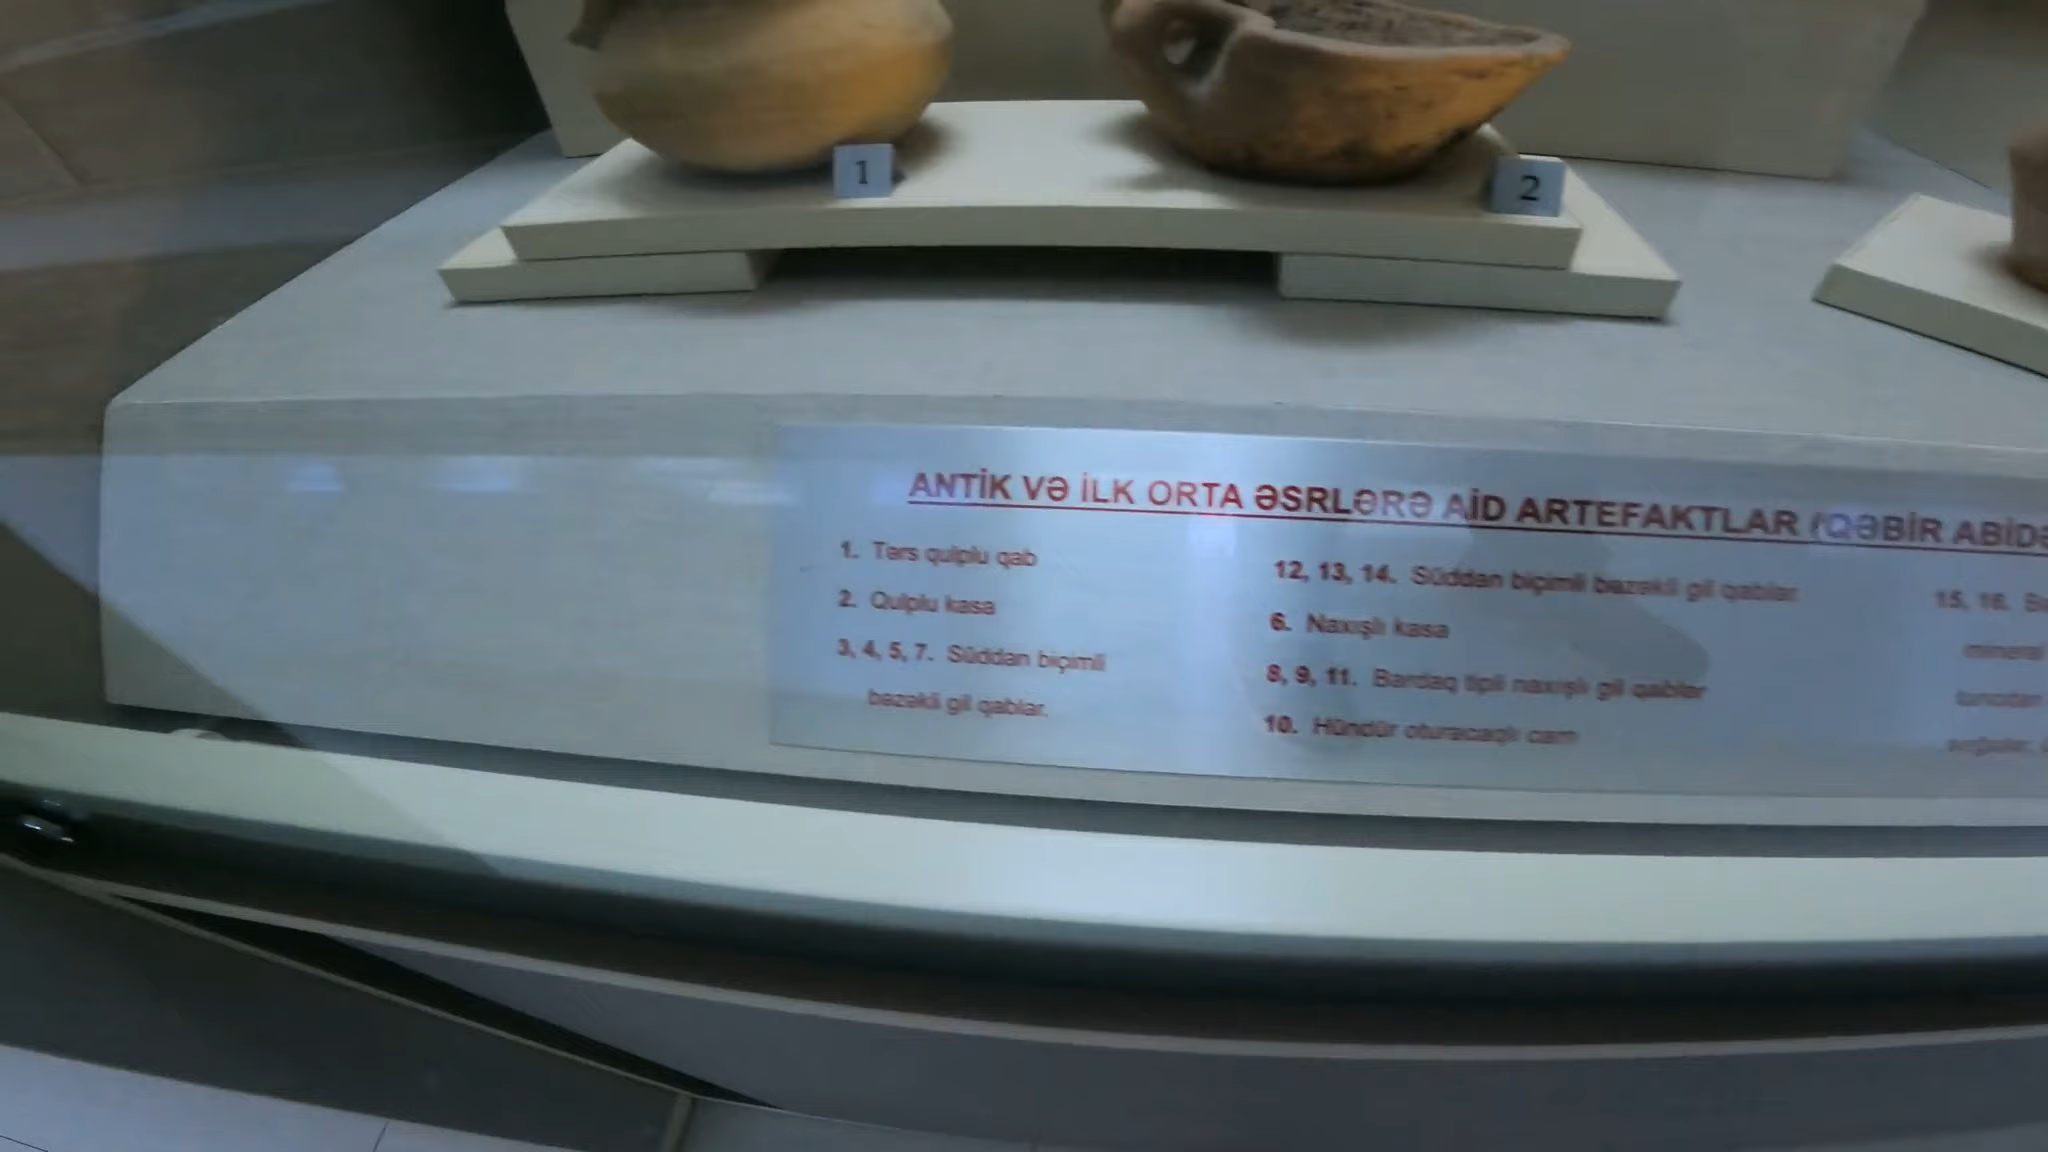 1
2
ANTİK VƏ İLK ORTA ƏSRLƏRƏ AİD ARTEFAKTLAR (QƏBİR ABİDƏ
1. Tərs qulplu qab
2. Qulplu kasa
3, 4, 5, 7. Süddan biçimli
bəzəkli gil qablar.
12, 13, 14. Süddan biçimli bəzəkli gil qablar.
6. Naxışlı kasa
8, 9, 11. Bardaq tipli naxışlı gil qablar
10. Hündür oturacaqlı cam
15, 16.
mineral